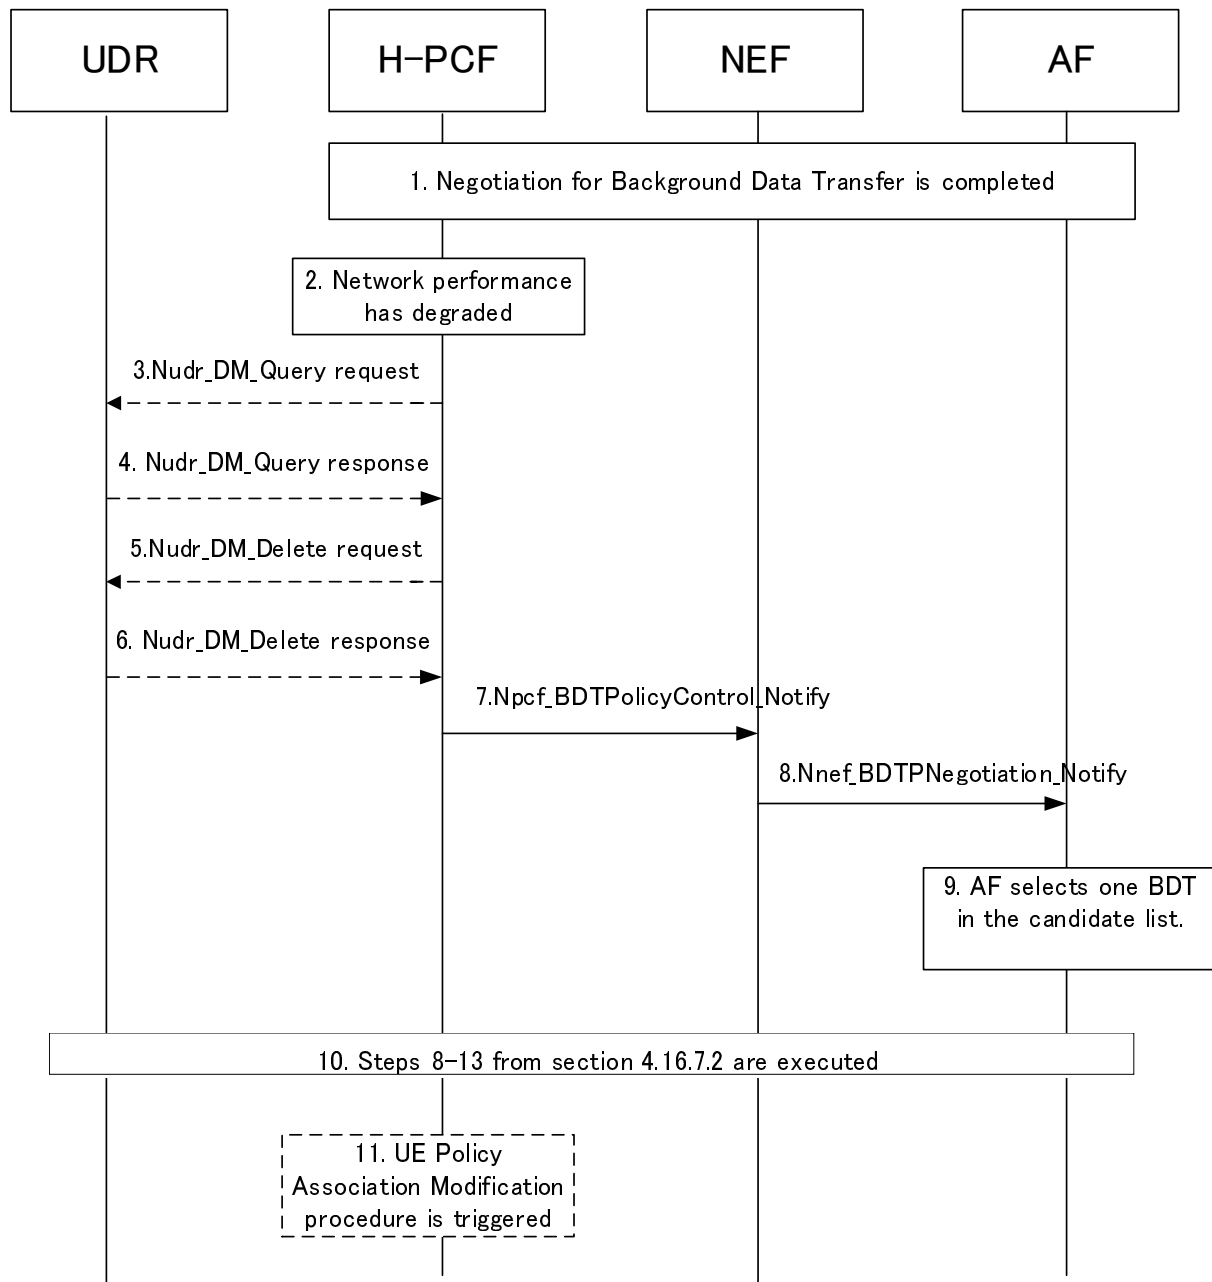 UDR
H-PCF
NEF
AF
1. Negotiation for Background Data Transfer is completed
2. Network performance
has degraded
3.Nudr_DM_Query request
4. Nudr_DM_Query response
5.Nudr_DM_Delete request
6. Nudr_DM_Delete response
7.Npcf_BDTPolicyControl_Notify
8.Nnef_BDTPNegotiation_Notify
9. AF selects one BDT
in the candidate list.
10. Steps 8-13 from section 4.16.7.2 are executed
11. UE Policy
Association Modification
procedure is triggered